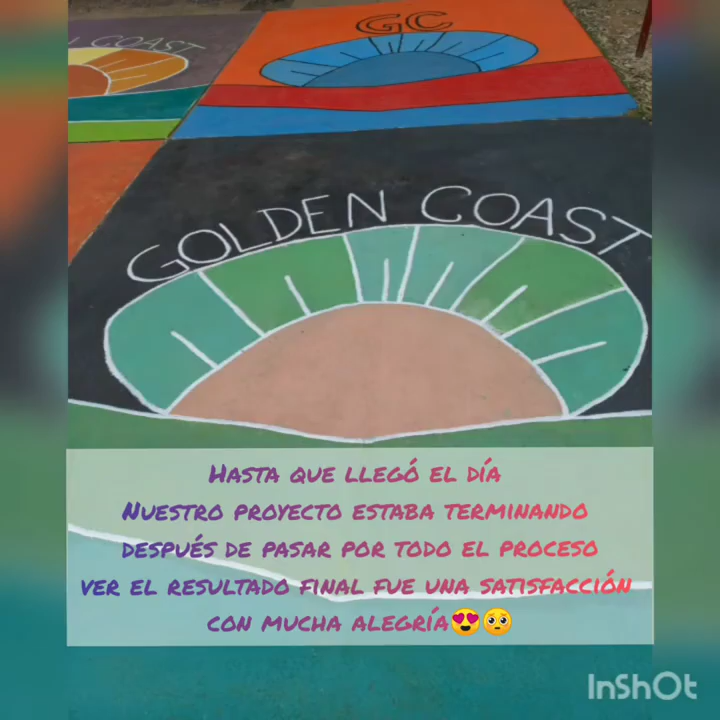 N COAST
GC
GOLDEN COAST
HASTA QUE LLEGÓ EL DÍA
NUESTRO PROYECTO ESTABA TERMINANDO
DESPUÉS DE PASAR POR TODO EL PROCESO
VER EL RESULTADO FINAL FUE UNA SATISFACCIÓN
CON MUCHA ALEGRÍA😍🥺
InShOt